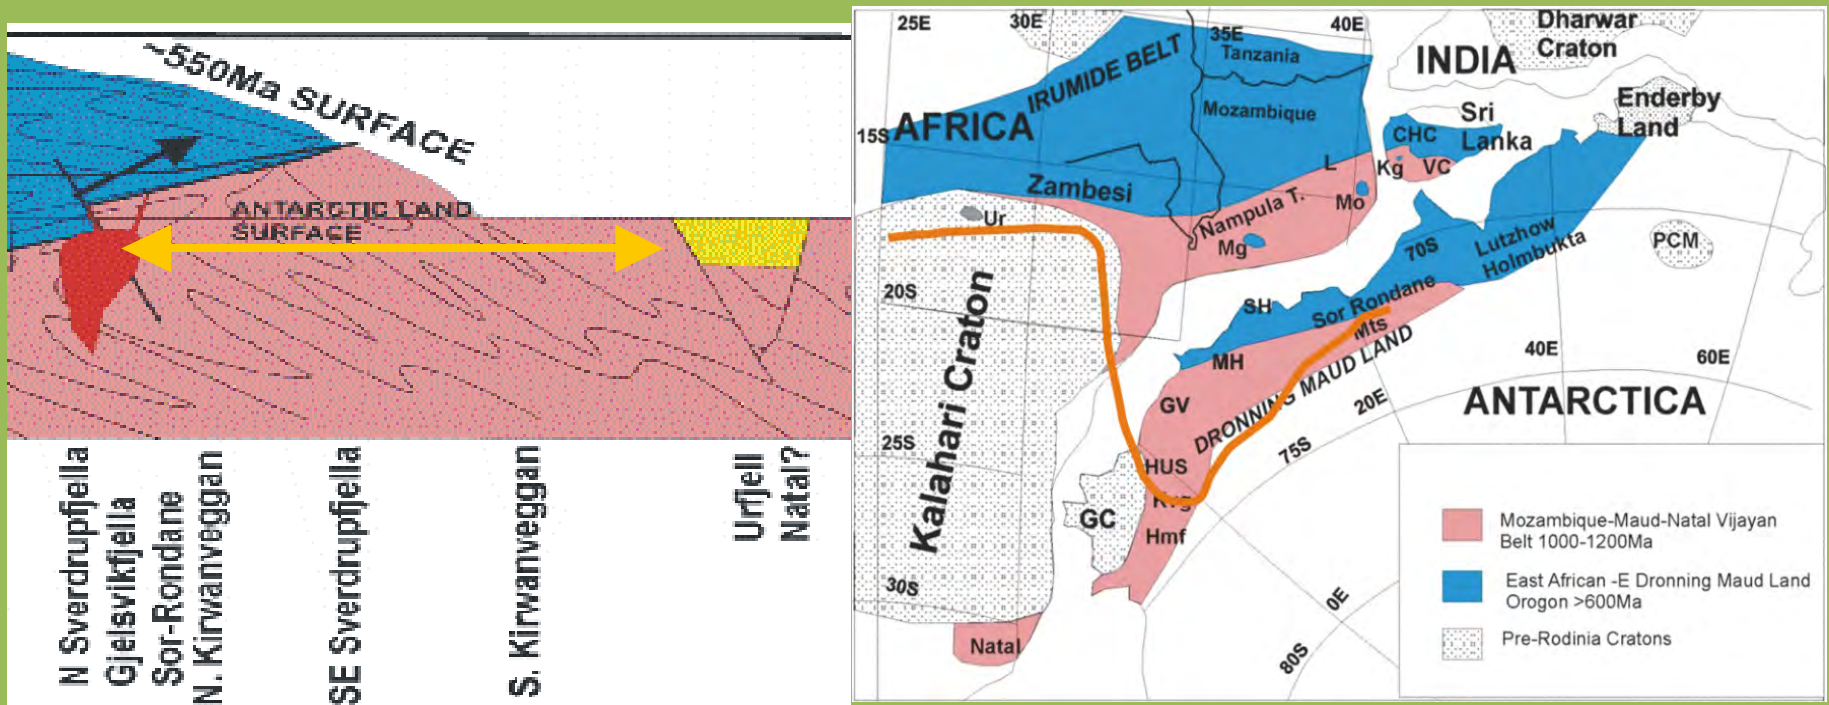 ~550Ma SURFACE
ANTARCTIC LAND
SURFACE
N Sverdrupfjella
Gjelsvikfjella
Sor-Rondane
N. Kirwanveggan
SE Sverdrupfjella
S. Kirwanveggan
Urfjell
Natal?
25E
30E
35E
40E
Dharwar
Craton
INDIA
IRUMIDE BELT
Tanzania
Mozambique
Enderby
Land
Sri
Lanka
15S
AFRICA
CHC
L
Kg
VC
Zambesi
Mo
Ur
Nampula T.
Mg
70S
Lutzhow
Holmbukta
PCM
20S
SH
Sor Rondane
Mts
MH
DRONNING MAUD LAND
40E
60E
Kalahari Craton
GV
20E
ANTARCTICA
25S
75S
HUS
Krg
GC
Hmf
30S
0E
80S
Natal
Mozambique-Maud-Natal Vijayan
Belt 1000-1200Ma
East African -E Dronning Maud Land
Orogon >600Ma
Pre-Rodinia Cratons